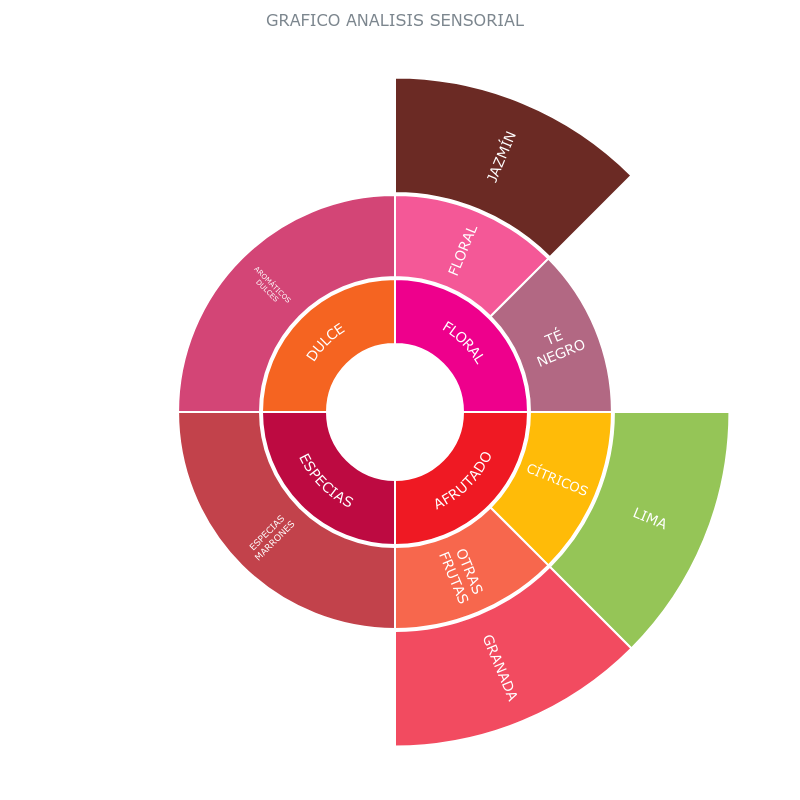 GRAFICO ANALISIS SENSORIAL
JAZMÍN
FLORAL
TÉ
NEGRO
FLORAL
AROMÁTICOS
DULCES
DULCE
ESPECIAS
ESPECIAS
MARRONES
AFRUTADO
CÍTRICOS
LIMA
OTRAS
FRUTAS
GRANADA